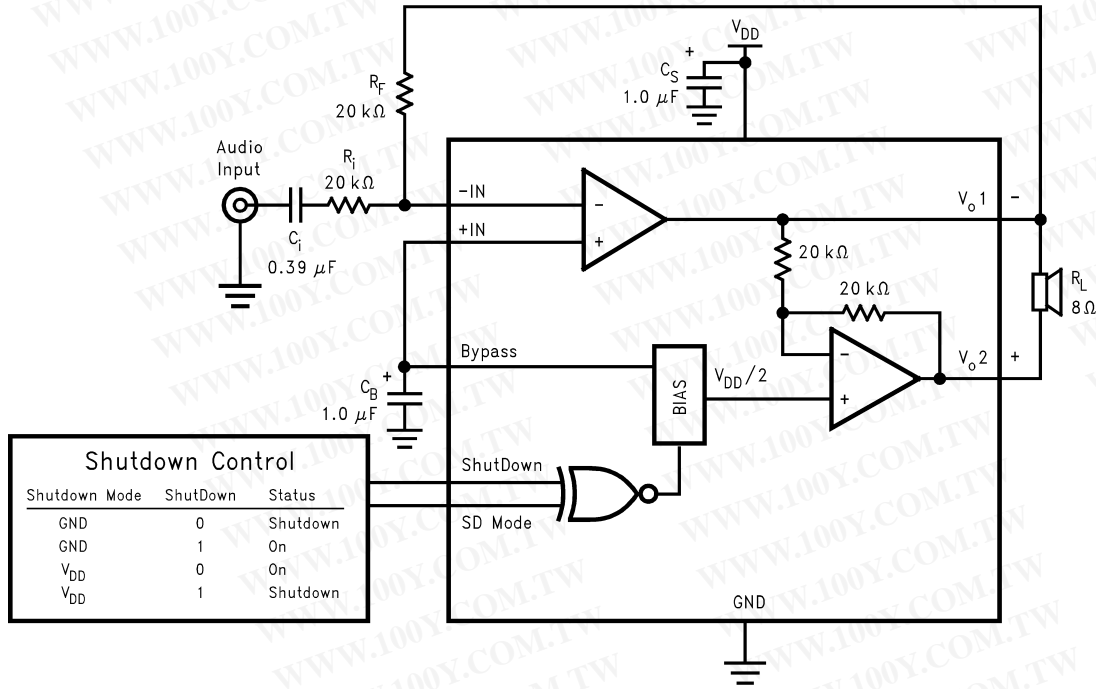 V_DD
+
C_S
1.0 μF
R_F
20 kΩ
Audio
Input
R_i
20 kΩ
C_i
0.39 μF
-IN
+IN
-
+
V_o1 -
20 kΩ
20 kΩ
R_L
8Ω
Bypass
+
C_B
1.0 μF
BIAS
V_DD/2
-
+
V_o2 +
ShutDown
SD Mode
GND
Shutdown Control
Shutdown Mode ShutDown Status
GND 0 Shutdown
GND 1 On
V_DD 0 On
V_DD 1 Shutdown
WWW.100Y.COM.TW